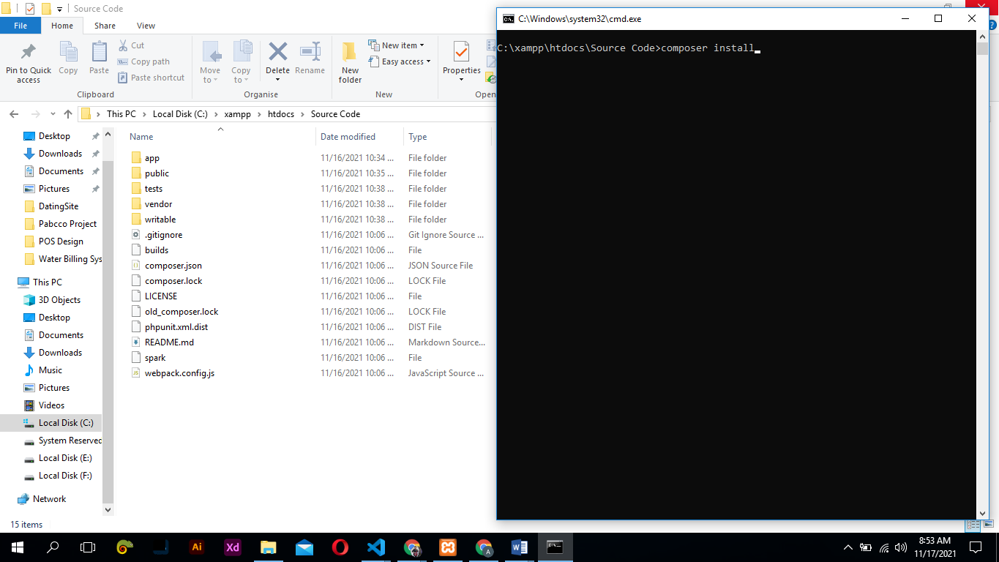 Source Code
File Home Share View
Pin to Quick access
Copy
Paste
Cut
Copy path
Paste shortcut
Clipboard
Move to
Copy to
Delete
Rename
Organise
New folder
New item
Easy access
New
Properties
Open
This PC > Local Disk (C:) > xampp > htdocs > Source Code
Desktop
Downloads
Documents
Pictures
DatingSite
Pabcco Project
POS Design
Water Billing Sys
This PC
3D Objects
Desktop
Documents
Downloads
Music
Pictures
Videos
Local Disk (C:)
System Reserved
Local Disk (E:)
Local Disk (F:)
Network
Name Date modified Type
app 11/16/2021 10:34 ... File folder
public 11/16/2021 10:35 ... File folder
tests 11/16/2021 10:38 ... File folder
vendor 11/16/2021 10:38 ... File folder
writable 11/16/2021 10:38 ... File folder
.gitignore 11/16/2021 10:06 ... Git Ignore Source ...
builds 11/16/2021 10:06 ... File
composer.json 11/16/2021 10:06 ... JSON Source File
composer.lock 11/16/2021 10:06 ... LOCK File
LICENSE 11/16/2021 10:06 ... File
old_composer.lock 11/16/2021 10:06 ... LOCK File
phpunit.xml.dist 11/16/2021 10:06 ... DIST File
README.md 11/16/2021 10:06 ... Markdown Source...
spark 11/16/2021 10:06 ... File
webpack.config.js 11/16/2021 10:06 ... JavaScript Source ...
15 items
C:\Windows\system32\cmd.exe
C:\xampp\htdocs\Source Code>composer install
Ai
Xd
8:53 AM
11/17/2021